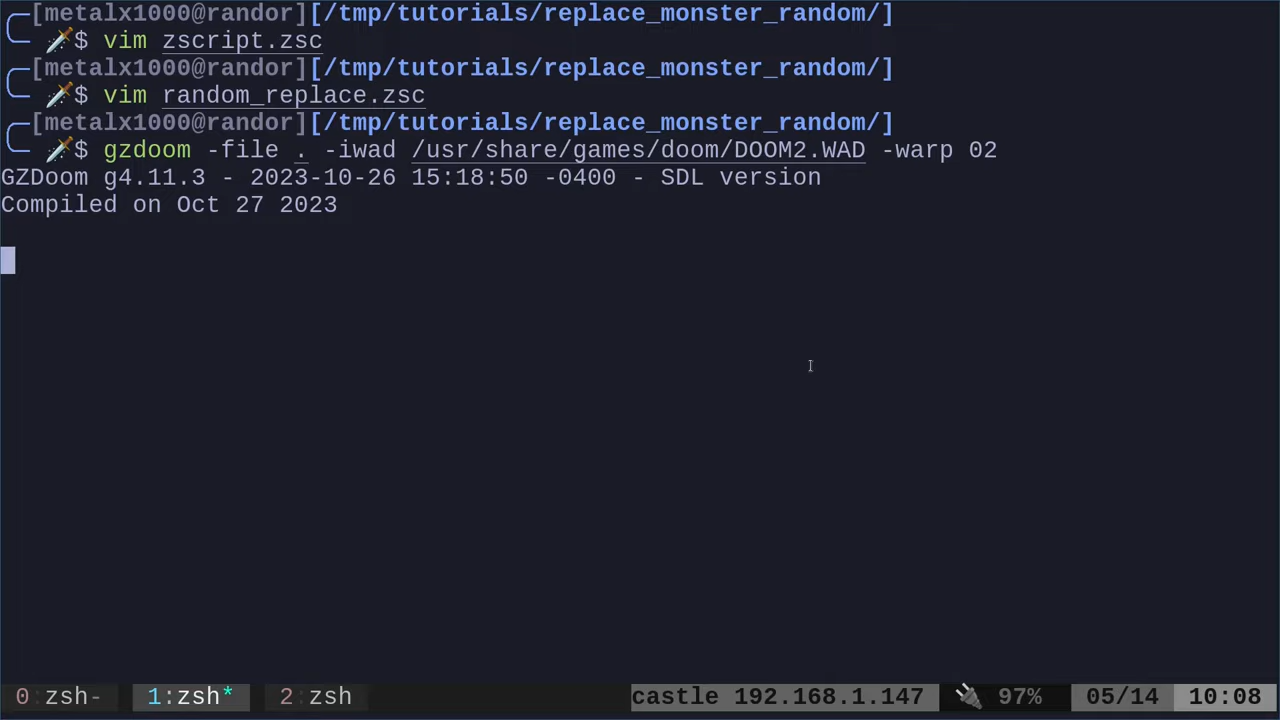 [metalx1000@randor][/tmp/tutorials/replace_monster_random/]
🗡️$ vim zscript.zsc
[metalx1000@randor][/tmp/tutorials/replace_monster_random/]
🗡️$ vim random_replace.zsc
[metalx1000@randor][/tmp/tutorials/replace_monster_random/]
🗡️$ gzdoom -file . -iwad /usr/share/games/doom/DOOM2.WAD -warp 02
GZDoom g4.11.3 - 2023-10-26 15:18:50 -0400 - SDL version
Compiled on Oct 27 2023
0:zsh- 1:zsh* 2:zsh castle 192.168.1.147 🔌 97% 05/14 10:08